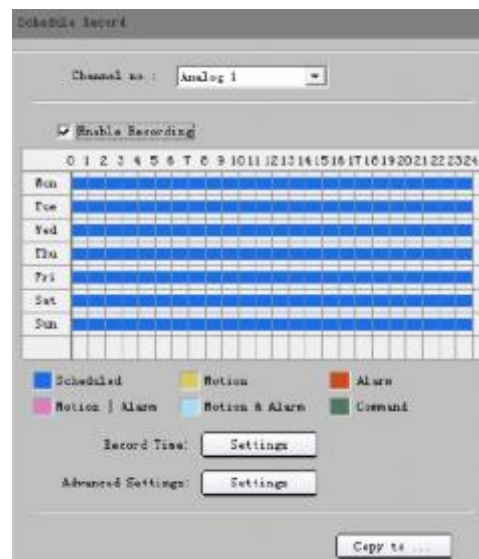 Schedule Record
Channel no.: Analog 1
Enable Recording
0 1 2 3 4 5 6 7 8 9 10 11 12 13 14 15 16 17 18 19 20 21 22 23 24
Mon
Tue
Wed
Thu
Fri
Sat
Sun
Scheduled Motion Alarm
Motion | Alarm Motion & Alarm Command
Record Time: Settings
Advanced Settings: Settings
Copy to ...